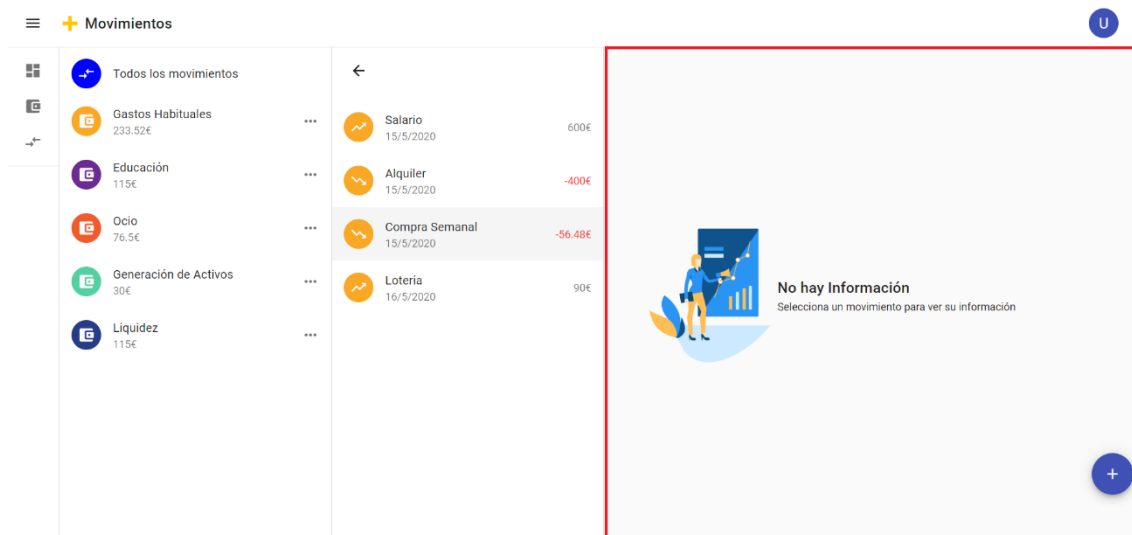 Movimientos
U
Todos los movimientos
Gastos Habituales
233.52€
Educación
115€
Ocio
76.5€
Generación de Activos
30€
Liquidez
115€
Salario
15/5/2020
600€
Alquiler
15/5/2020
-400€
Compra Semanal
15/5/2020
-56.48€
Loteria
16/5/2020
90€
No hay Información
Selecciona un movimiento para ver su información